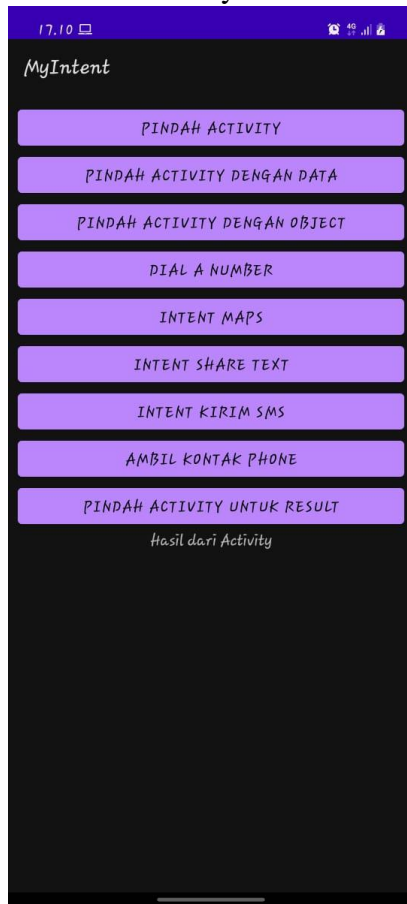 17.10
4G
MyIntent
PINDAH ACTIVITY
PINDAH ACTIVITY DENGAN DATA
PINDAH ACTIVITY DENGAN OBJECT
DIAL A NUMBER
INTENT MAPS
INTENT SHARE TEXT
INTENT KIRIM SMS
AMBIL KONTAK PHONE
PINDAH ACTIVITY UNTUK RESULT
Hasil dari Activity